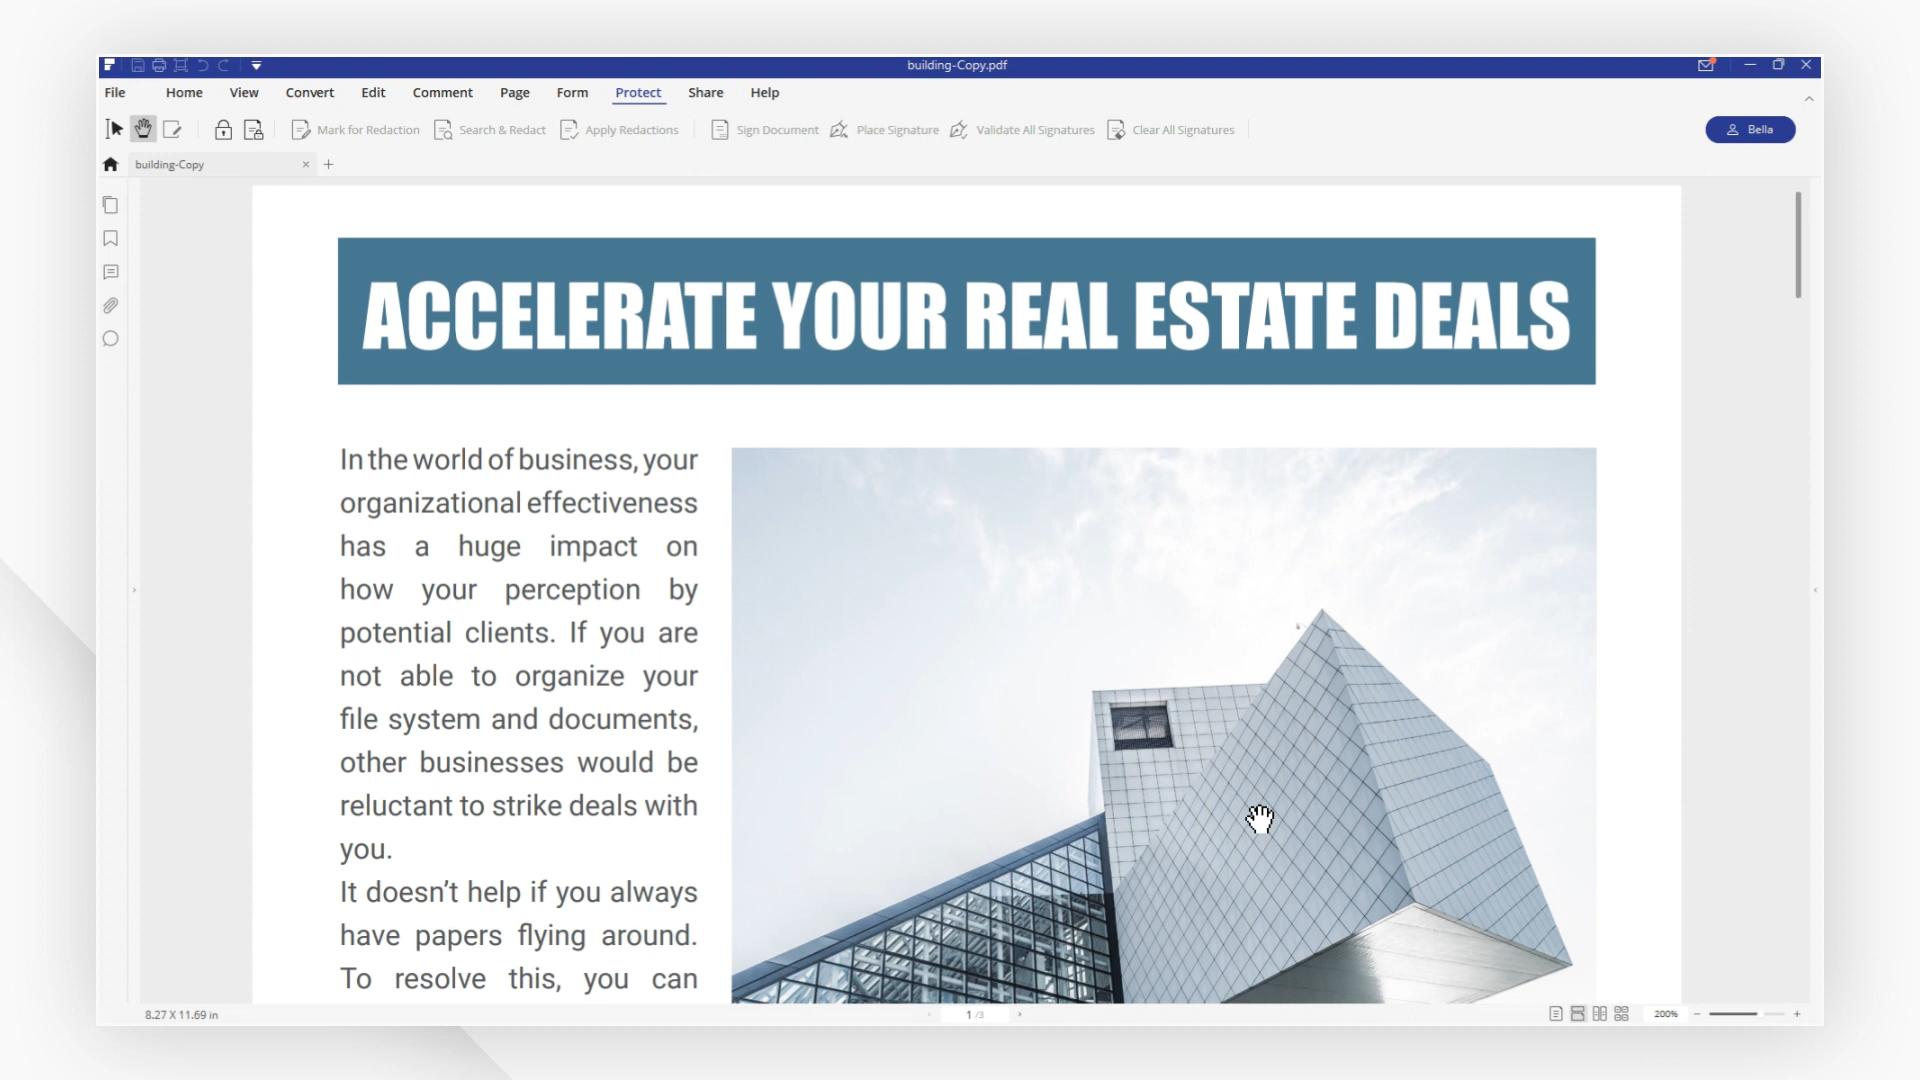 building-Copy.pdf
File Home View Convert Edit Comment Page Form Protect Share Help
Mark for Redaction Search & Redact Apply Redactions Sign Document Place Signature Validate All Signatures Clear All Signatures Bella
building-Copy
ACCELERATE YOUR REAL ESTATE DEALS
In the world of business, your
organizational effectiveness
has a huge impact on
how your perception by
potential clients. If you are
not able to organize your
file system and documents,
other businesses would be
reluctant to strike deals with
you.
It doesn’t help if you always
have papers flying around.
To resolve this, you can
8.27 X 11.69 in 1 /3 200%